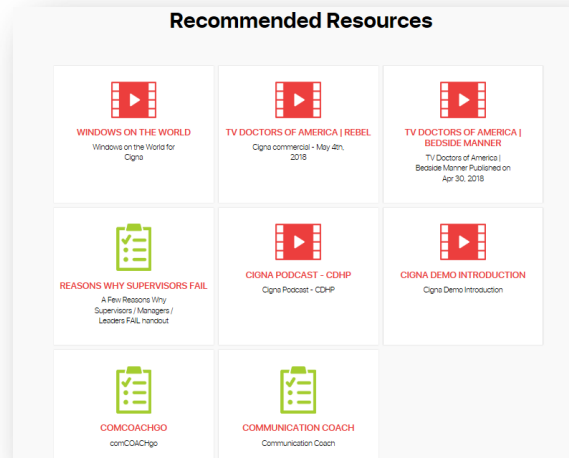 Recommended Resources
WINDOWS ON THE WORLD
Windows on the World for
Cigna
TV DOCTORS OF AMERICA | REBEL
Cigna commercial - May 4th,
2018
TV DOCTORS OF AMERICA |
BEDSIDE MANNER
TV Doctors of America |
Bedside Manner Published on
Apr 30, 2018
REASONS WHY SUPERVISORS FAIL
A Few Reasons Why
Supervisors / Managers /
Leaders FAIL handout
CIGNA PODCAST - CDHP
Cigna Podcast - CDHP
CIGNA DEMO INTRODUCTION
Cigna Demo Introduction
COMCOACHGO
comCOACHgo
COMMUNICATION COACH
Communication Coach